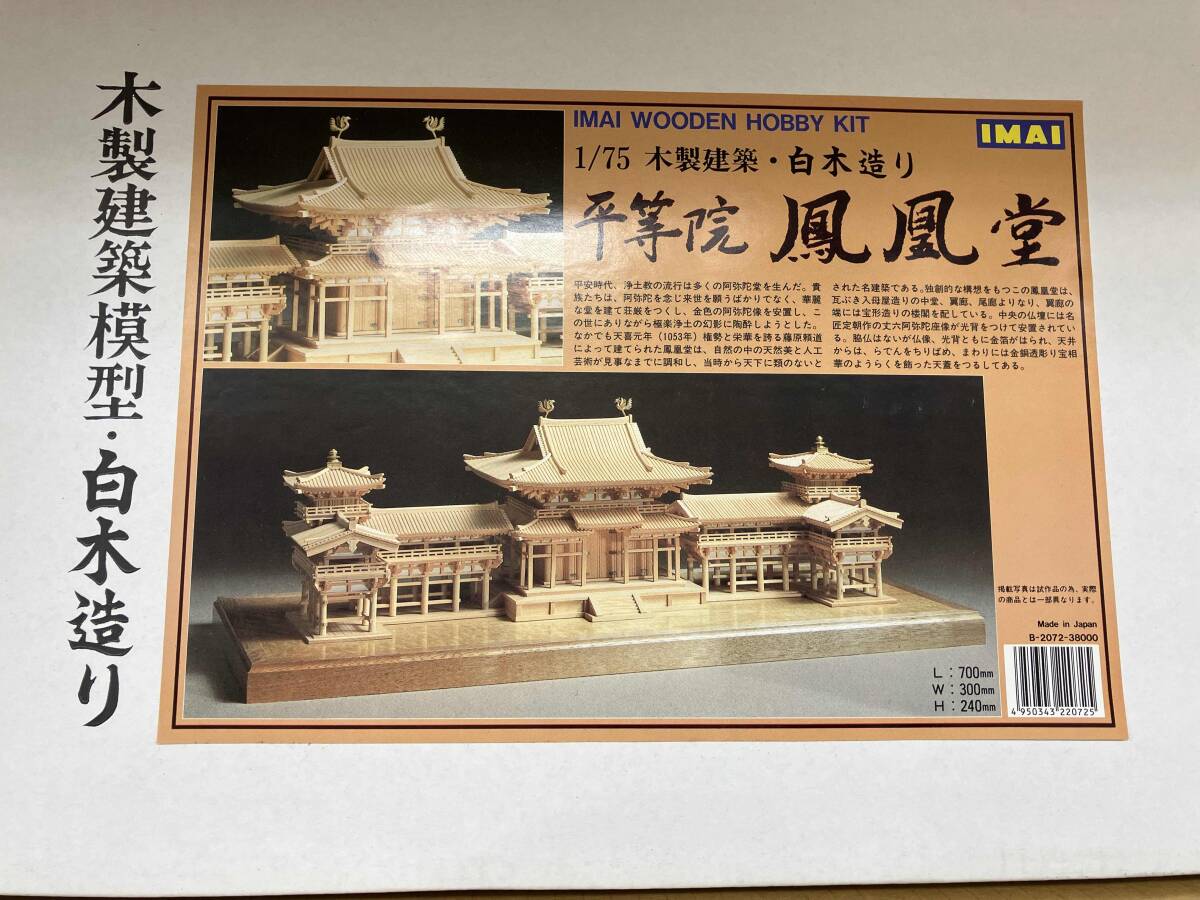 木製建築模型・白木造り
IMAI WOODEN HOBBY KIT
IMAI
1/75 木製建築・白木造り
平等院 鳳凰堂
平安時代、浄土教の流行は多くの阿弥陀堂を生んだ。貴
族たちは、阿弥陀を念じ来世を願うばかりでなく、華麗
な堂を建て荘厳をつくし、金色の阿弥陀像を安置し、こ
の世にありながら極楽浄土の幻影に陶酔しようとした。
なかでも天喜元年(1053年)権勢と栄華を誇る藤原頼道
によって建てられた鳳凰堂は、自然の中の天然美と人工
芸術が見事なまでに調和し、当時から天下に類のないと
された名建築である。独創的な構想をもつこの鳳凰堂は、
瓦ぶき入母屋造りの中堂、翼廊、尾廊よりなり、翼廊の
端には宝形造りの楼閣を配している。中央の仏壇には名
匠定朝作の丈六阿弥陀座像が光背をつけて安置されてい
る。脇仏はないが仏像、光背ともに金箔がはられ、天井
からは、らでんをちりばめ、まわりには金銅透彫り宝相
華のようらくを飾った天蓋をつるしてある。
掲載写真は試作品の為、実際
の商品とは一部異なります。
Made in Japan
B-2072-38000
L:700mm
W:300mm
H:240mm
4 950343 220725